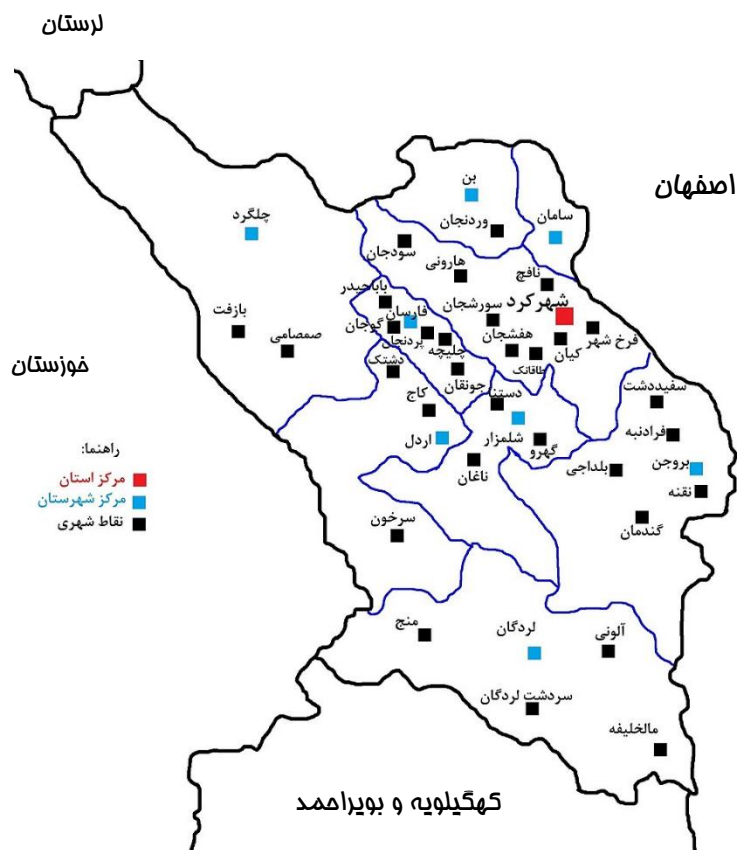 لرستان
اصفهان
خوزستان
کهگیلویه و بویراحمد
بن
وردنجان
سامان
چلگرد
سودجان
هارونی
نافچ
باباحیدر
شهرکرد
بازفت
فارسان
گوجان
سورشجان
صمصامی
پردنجان
چلیچه
هفشجان
کیان
فرخ شهر
طاقانک
دشتک
جونقان
دستنا
سفیددشت
کاج
شلمزار
فرادنبه
اردل
گهرو
ناغان
بلداجی
بروجن
نقنه
گندمان
سرخون
منج
لردگان
آلونی
سردشت لردگان
مالخلیفه
راهنما:
مرکز استان
مرکز شهرستان
نقاط شهری